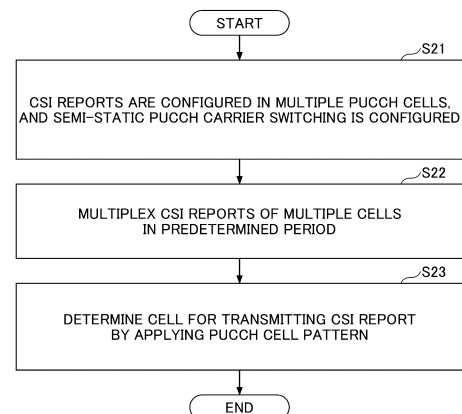 START
S21
CSI REPORTS ARE CONFIGURED IN MULTIPLE PUCCH CELLS,
AND SEMI-STATIC PUCCH CARRIER SWITCHING IS CONFIGURED
S22
MULTIPLEX CSI REPORTS OF MULTIPLE CELLS
IN PREDETERMINED PERIOD
S23
DETERMINE CELL FOR TRANSMITTING CSI REPORT
BY APPLYING PUCCH CELL PATTERN
END